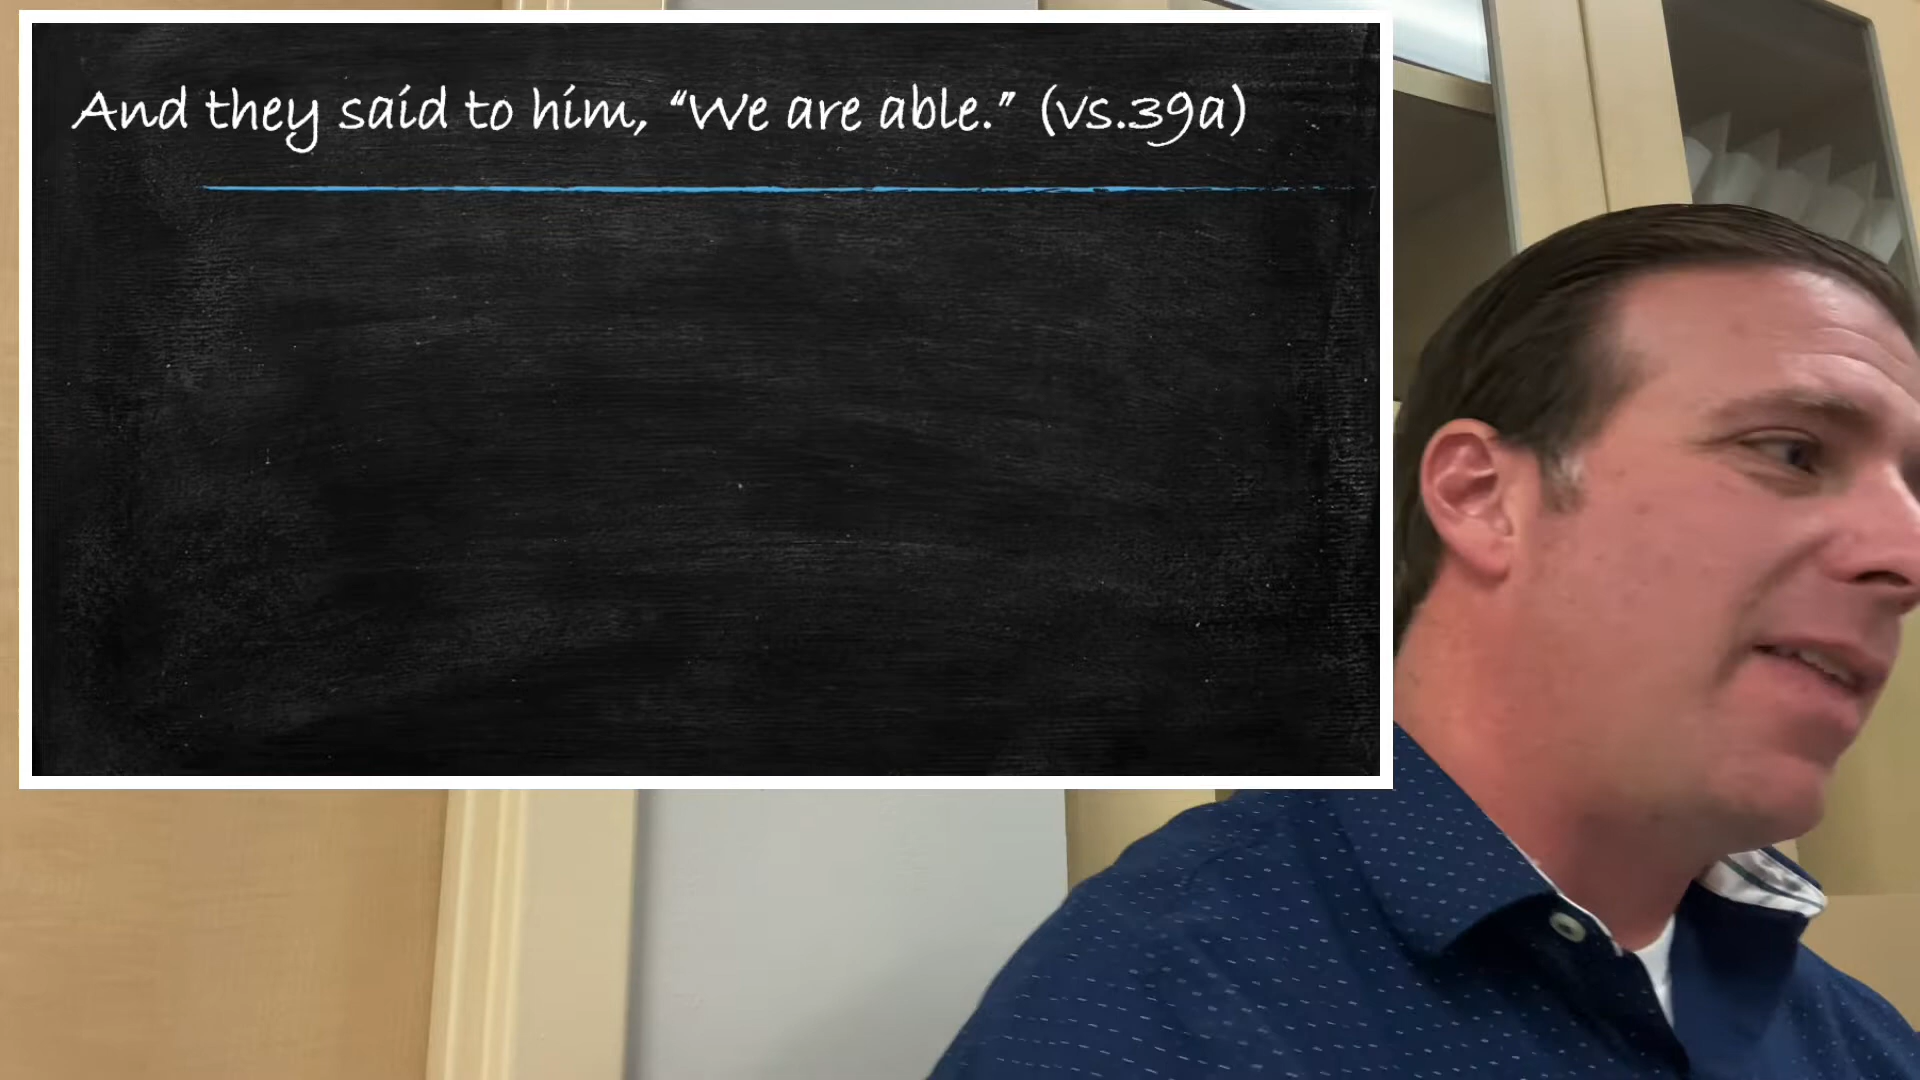 And they said to him, “We are able.” (vs.39a)